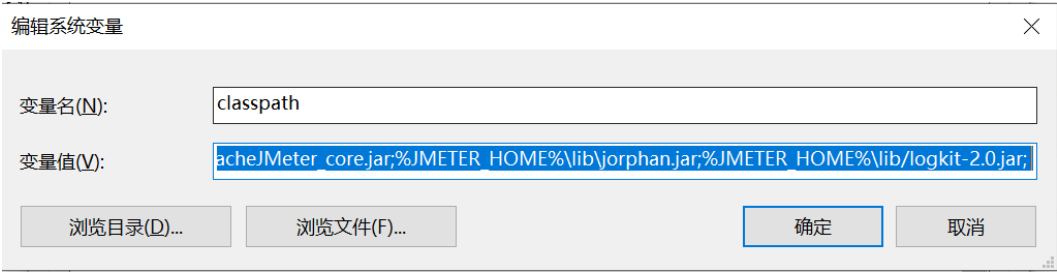 编辑系统变量
变量名(N):
classpath
变量值(V):
acheJMeter_core.jar;%JMETER_HOME%\lib\jorphan.jar;%JMETER_HOME%\lib/logkit-2.0.jar;
浏览目录(D)... 浏览文件(F)... 确定 取消